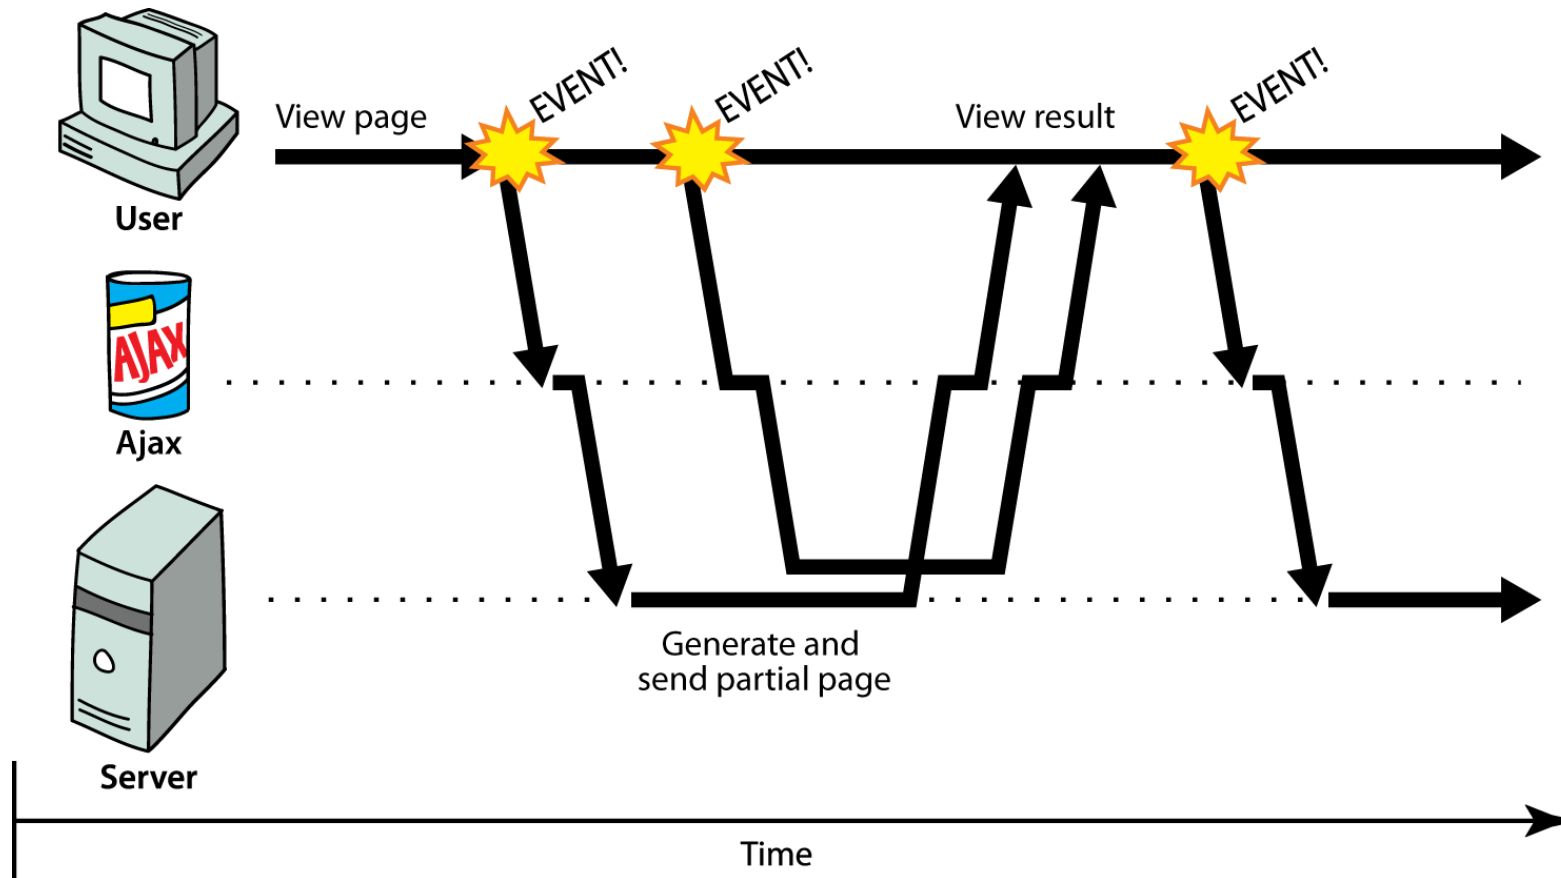 EVENT!
EVENT!
EVENT!
View page
View result
User
AJAX
Ajax
Generate and
send partial page
Server
Time